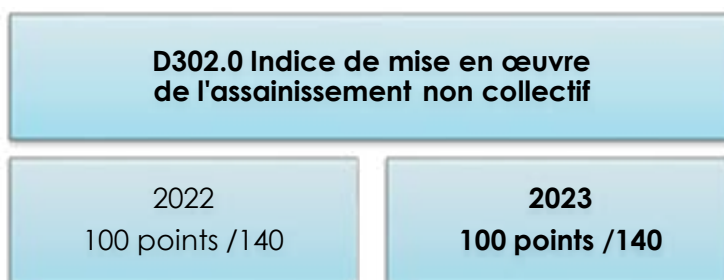 D302.0 Indice de mise en œuvre
de l'assainissement non collectif
2022
100 points /140
2023
100 points /140